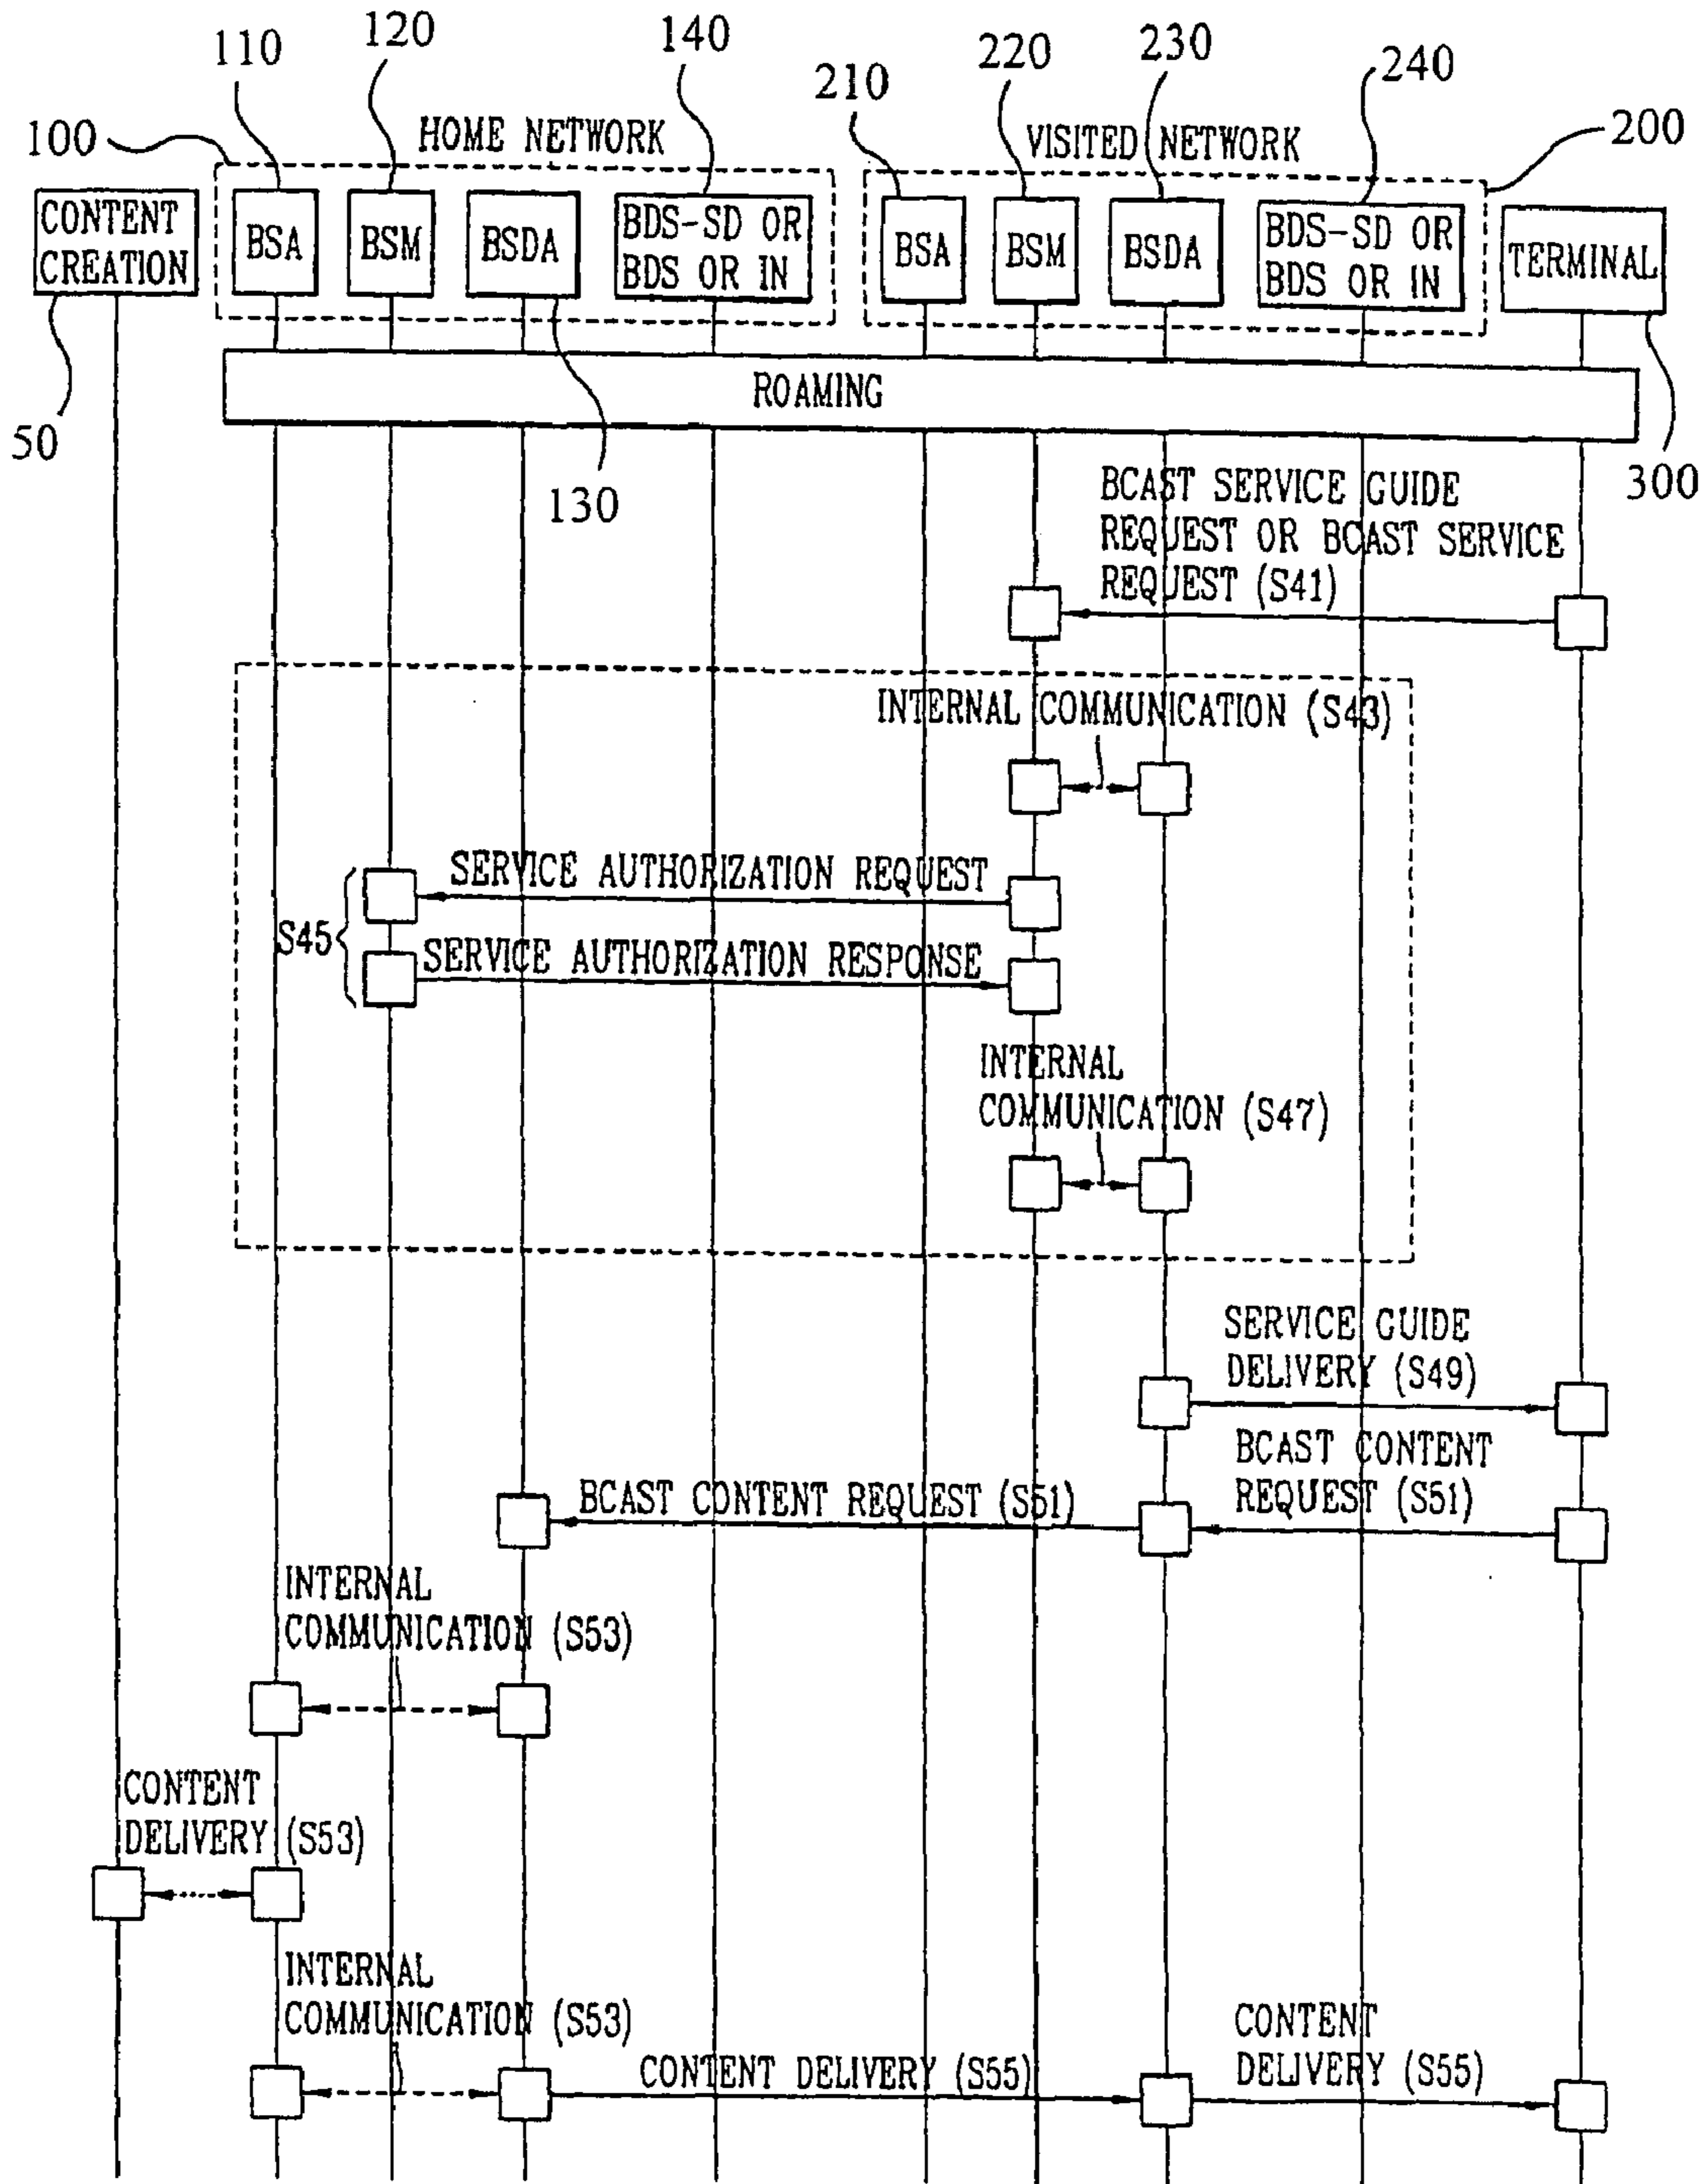 110
120
140
210
220
230
240
100
HOME NETWORK
VISITED NETWORK
200
CONTENT
CREATION
BSA
BSM
BSDA
BDS-SD OR
BDS OR IN
BSA
BSM
BSDA
BDS-SD OR
BDS OR IN
TERMINAL
ROAMING
50
130
300
BCAST SERVICE GUIDE
REQUEST OR BCAST SERVICE
REQUEST (S41)
INTERNAL COMMUNICATION (S43)
SERVICE AUTHORIZATION REQUEST
S45
SERVICE AUTHORIZATION RESPONSE
INTERNAL
COMMUNICATION (S47)
SERVICE GUIDE
DELIVERY (S49)
BCAST CONTENT
REQUEST (S51)
BCAST CONTENT REQUEST (S51)
INTERNAL
COMMUNICATION (S53)
CONTENT
DELIVERY (S53)
INTERNAL
COMMUNICATION (S53)
CONTENT DELIVERY (S55)
CONTENT
DELIVERY (S55)